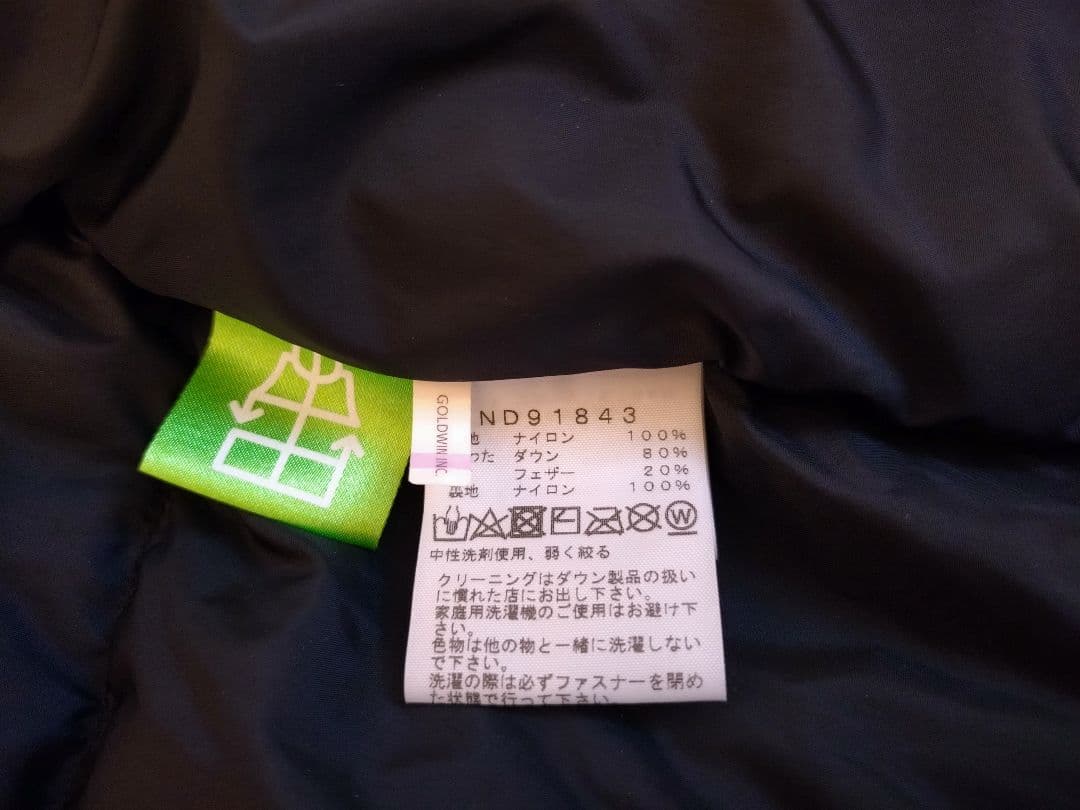 GOLDWIN INC
ND91843
地 ナイロン 100%
わた ダウン 80%
フェザー 20%
裏地 ナイロン 100%
W
中性洗剤使用、弱く絞る
クリーニングはダウン製品の扱い
に慣れた店にお出し下さい。
家庭用洗濯機のご使用はお避け下
さい。
色物は他の物と一緒に洗濯しない
で下さい。
洗濯の際は必ずファスナーを閉め
た状態で行って下さい。